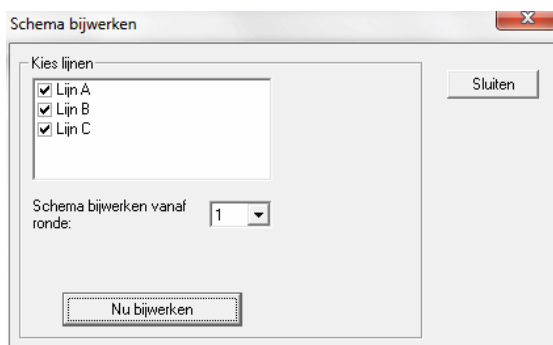 Schema bijwerken
Kies lijnen
Lijn A
Lijn B
Lijn C
Sluiten
Schema bijwerken vanaf
ronde:
1
Nu bijwerken